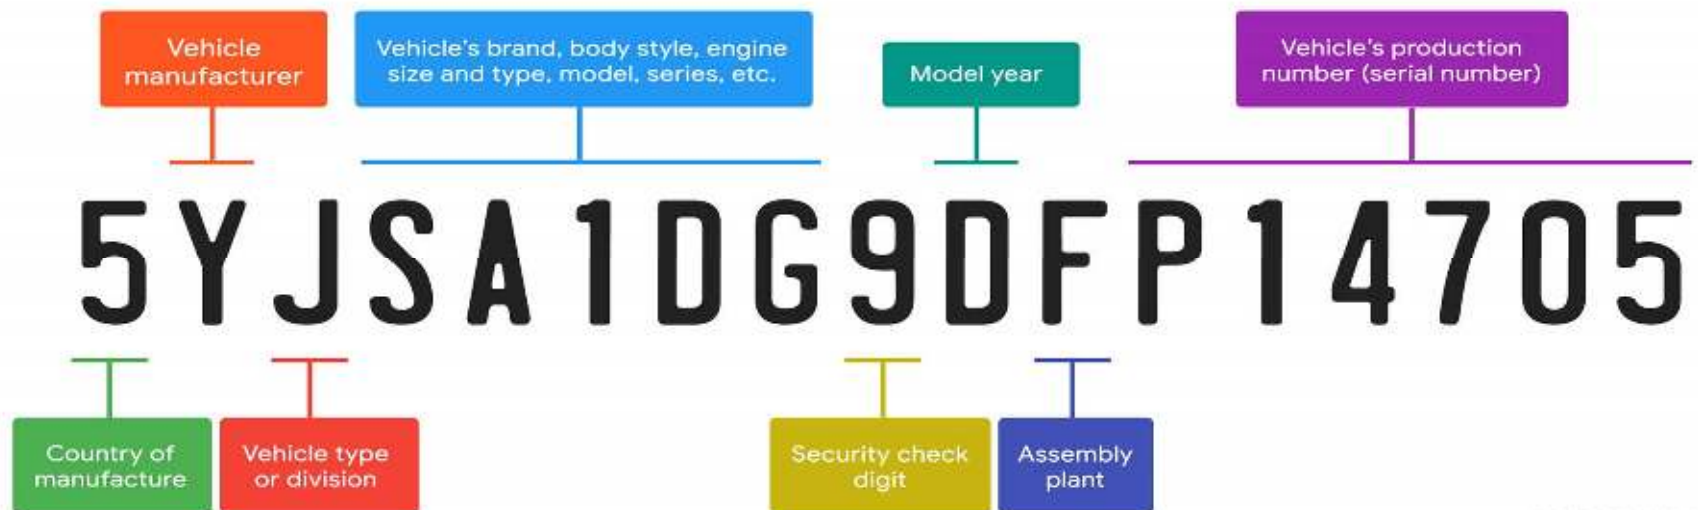 Vehicle
manufacturer
Vehicle's brand, body style, engine
size and type, model, series, etc.
Model year
Vehicle's production
number (serial number)
5YJSA1DG9DFP14705
Country of
manufacture
Vehicle type
or division
Security check
digit
Assembly
plant